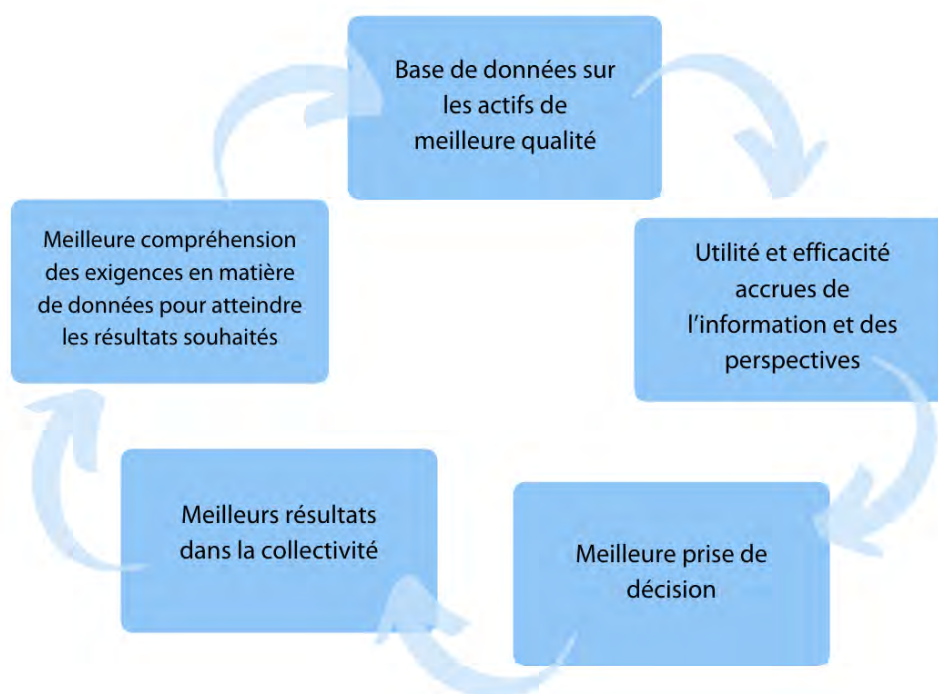 Base de données sur
les actifs de
meilleure qualité
Utilité et efficacité
accrues de
l’information et des
perspectives
Meilleure prise de
décision
Meilleurs résultats
dans la collectivité
Meilleure compréhension
des exigences en matière
de données pour atteindre
les résultats souhaités